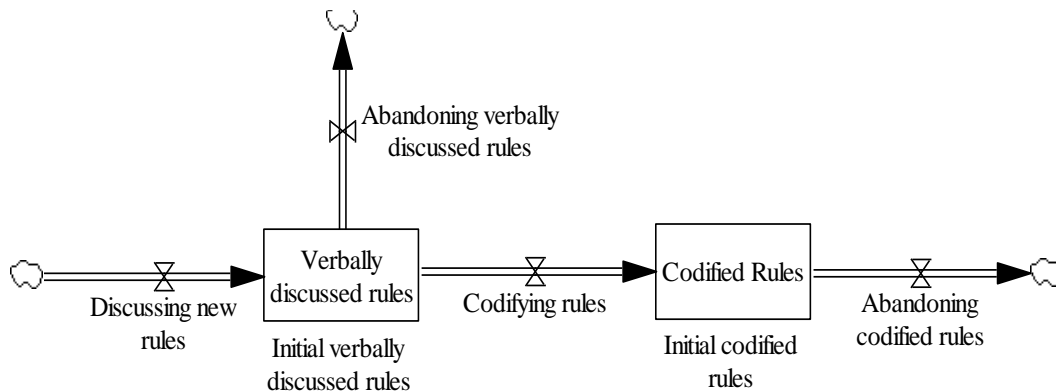 Abandoning verbally
discussed rules
Verbally
discussed rules
Codified Rules
Discussing new
rules
Codifying rules
Abandoning
codified rules
Initial verbally
discussed rules
Initial codified
rules